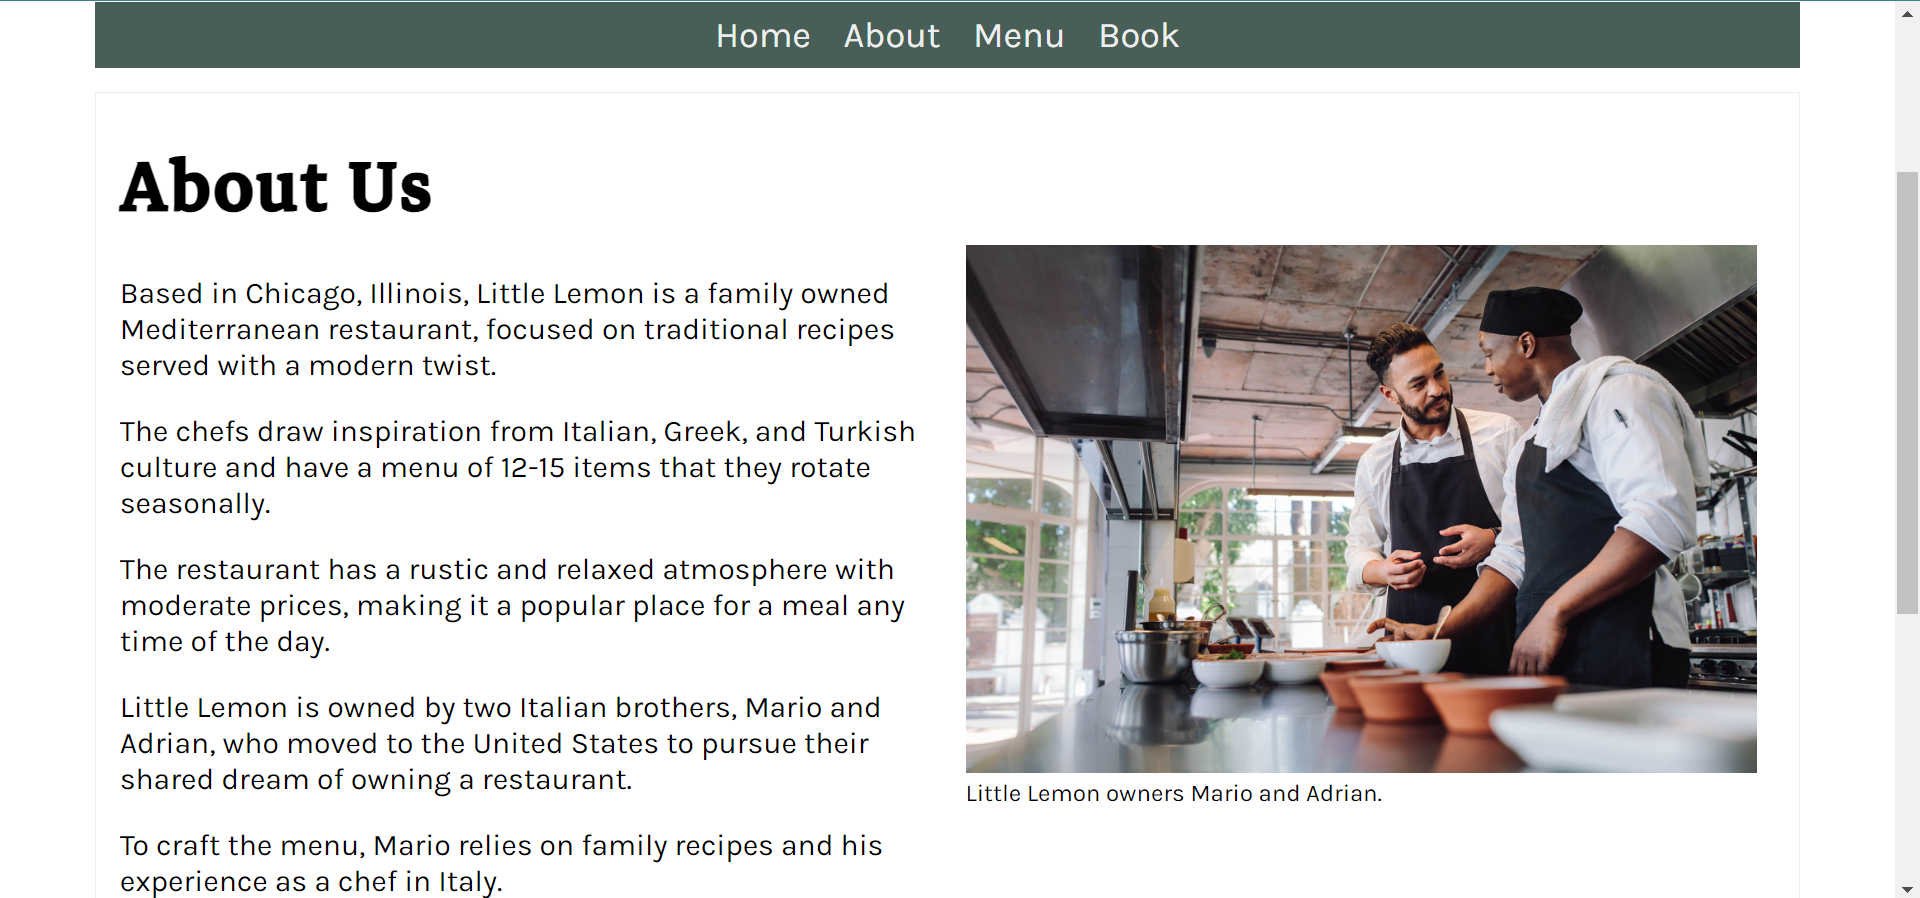 Home About Menu Book
About Us
Based in Chicago, Illinois, Little Lemon is a family owned
Mediterranean restaurant, focused on traditional recipes
served with a modern twist.
The chefs draw inspiration from Italian, Greek, and Turkish
culture and have a menu of 12-15 items that they rotate
seasonally.
The restaurant has a rustic and relaxed atmosphere with
moderate prices, making it a popular place for a meal any
time of the day.
Little Lemon is owned by two Italian brothers, Mario and
Adrian, who moved to the United States to pursue their
shared dream of owning a restaurant.
To craft the menu, Mario relies on family recipes and his
experience as a chef in Italy.
Little Lemon owners Mario and Adrian.